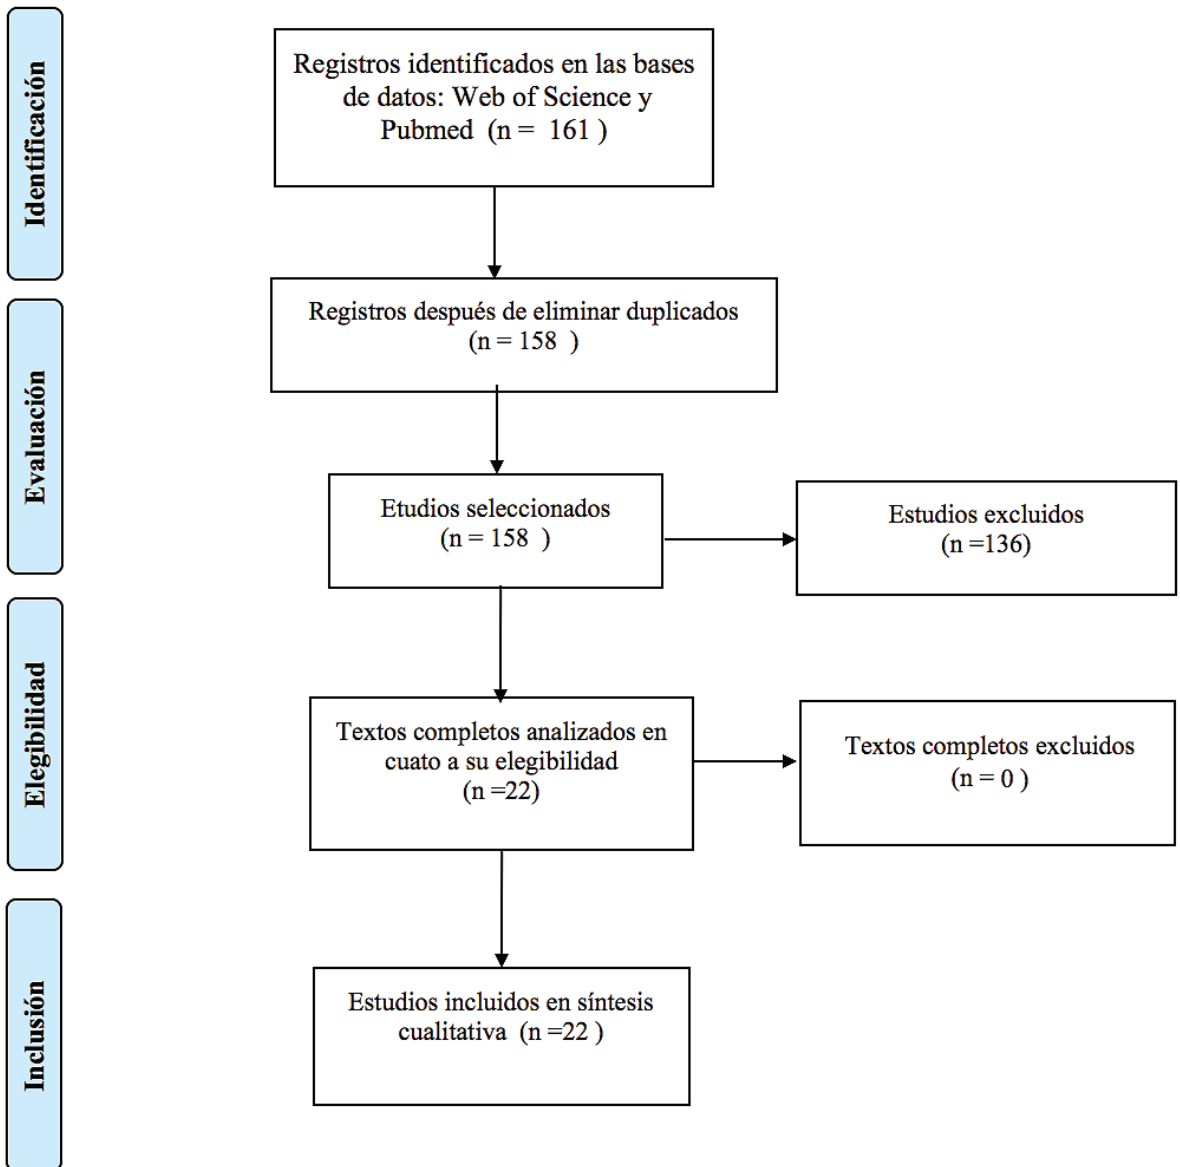 Identificación
Registros identificados en las bases
de datos: Web of Science y
Pubmed (n = 161 )
Evaluación
Registros después de eliminar duplicados
(n = 158 )
Etudios seleccionados
(n = 158 )
Estudios excluidos
(n =136)
Elegibilidad
Textos completos analizados en
cuato a su elegibilidad
(n =22)
Textos completos excluidos
(n = 0 )
Inclusión
Estudios incluidos en síntesis
cualitativa (n =22 )